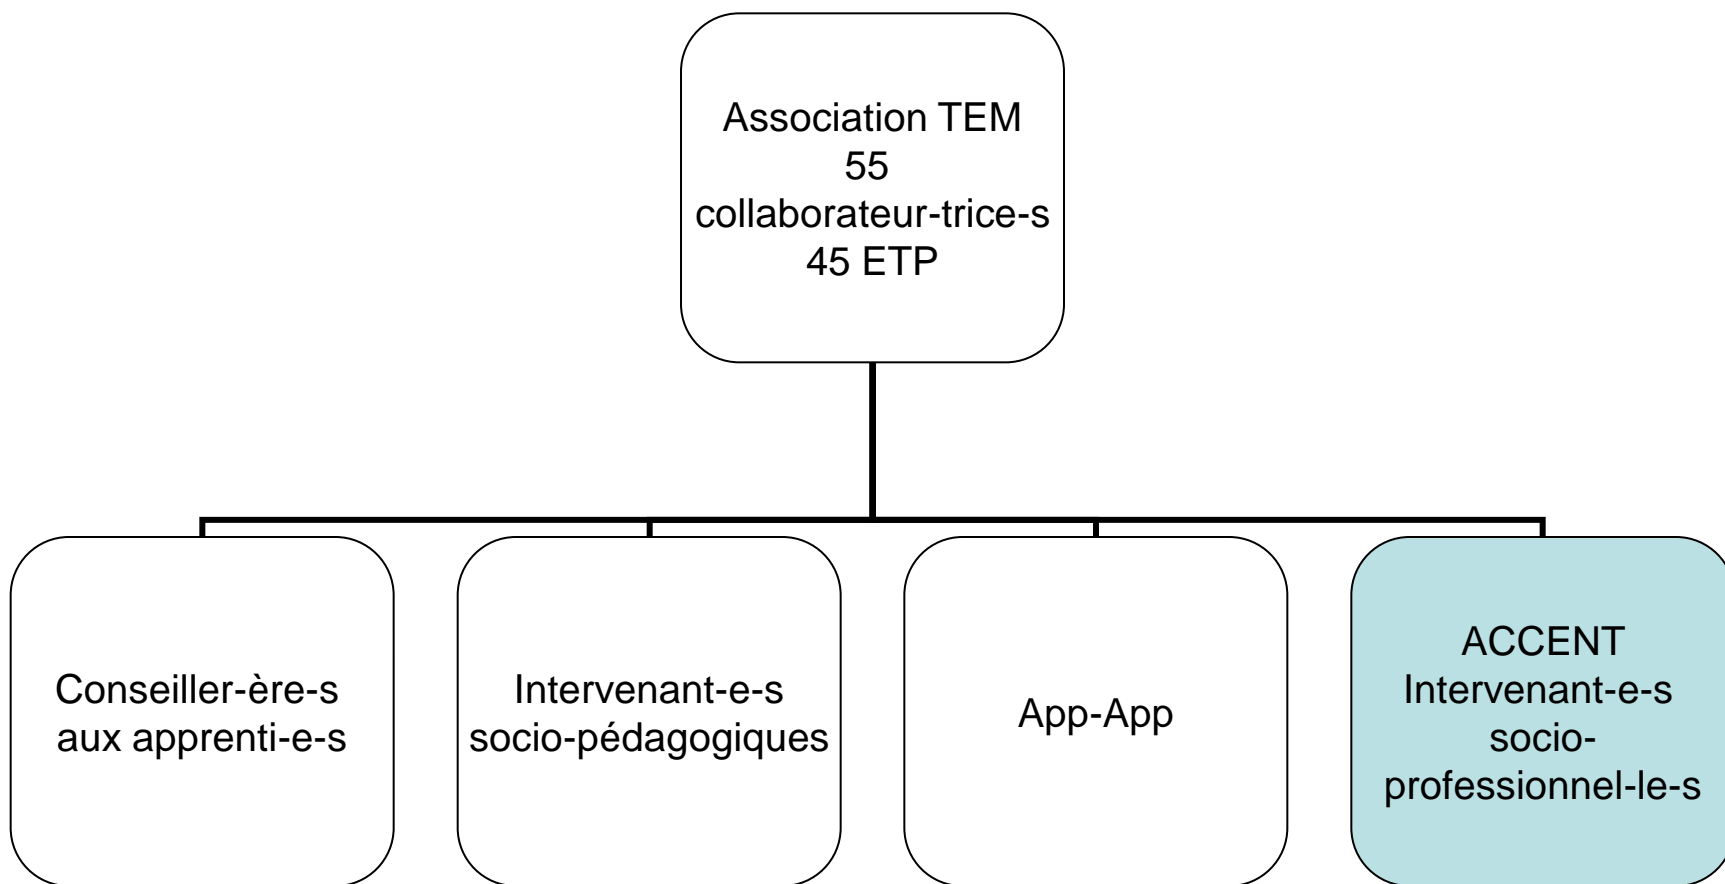 Association TEM
55
collaborateur-trice-s
45 ETP
Conseiller-ère-s
aux apprenti-e-s
Intervenant-e-s
socio-pédagogiques
App-App
ACCENT
Intervenant-e-s
socio-
professionnel-le-s